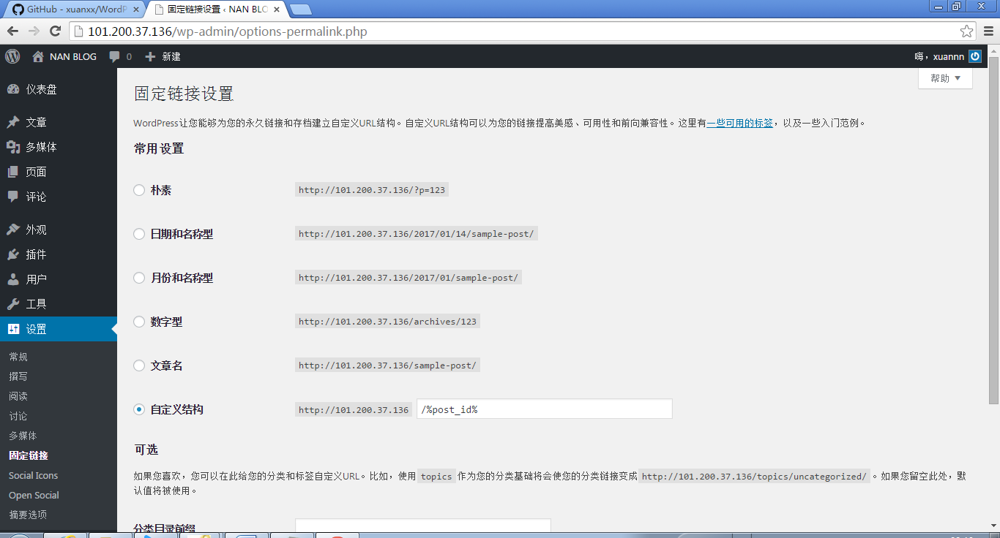 GitHub - xuanxx/WordP
固定链接设置 ‹ NAN BLO
101.200.37.136/wp-admin/options-permalink.php
NAN BLOG
0
新建
嗨，xuannn
帮助
仪表盘
文章
多媒体
页面
评论
外观
插件
用户
工具
设置
常规
撰写
阅读
讨论
多媒体
固定链接
Social Icons
Open Social
摘要选项
固定链接设置
WordPress让您能够为您的永久链接和存档建立自定义URL结构。自定义URL结构可以为您的链接提高美感、可用性和前向兼容性。这里有一些可用的标签，以及一些入门范例。
常用设置
朴素 http://101.200.37.136/?p=123
日期和名称型 http://101.200.37.136/2017/01/14/sample-post/
月份和名称型 http://101.200.37.136/2017/01/sample-post/
数字型 http://101.200.37.136/archives/123
文章名 http://101.200.37.136/sample-post/
自定义结构 http://101.200.37.136 /%post_id%
可选
如果您喜欢，您可以在此给您的分类和标签自定义URL。比如，使用 topics 作为您的分类基础将会使您的分类链接变成 http://101.200.37.136/topics/uncategorized/ 。如果您留空此处，默
认值将被使用。
分类目录前缀